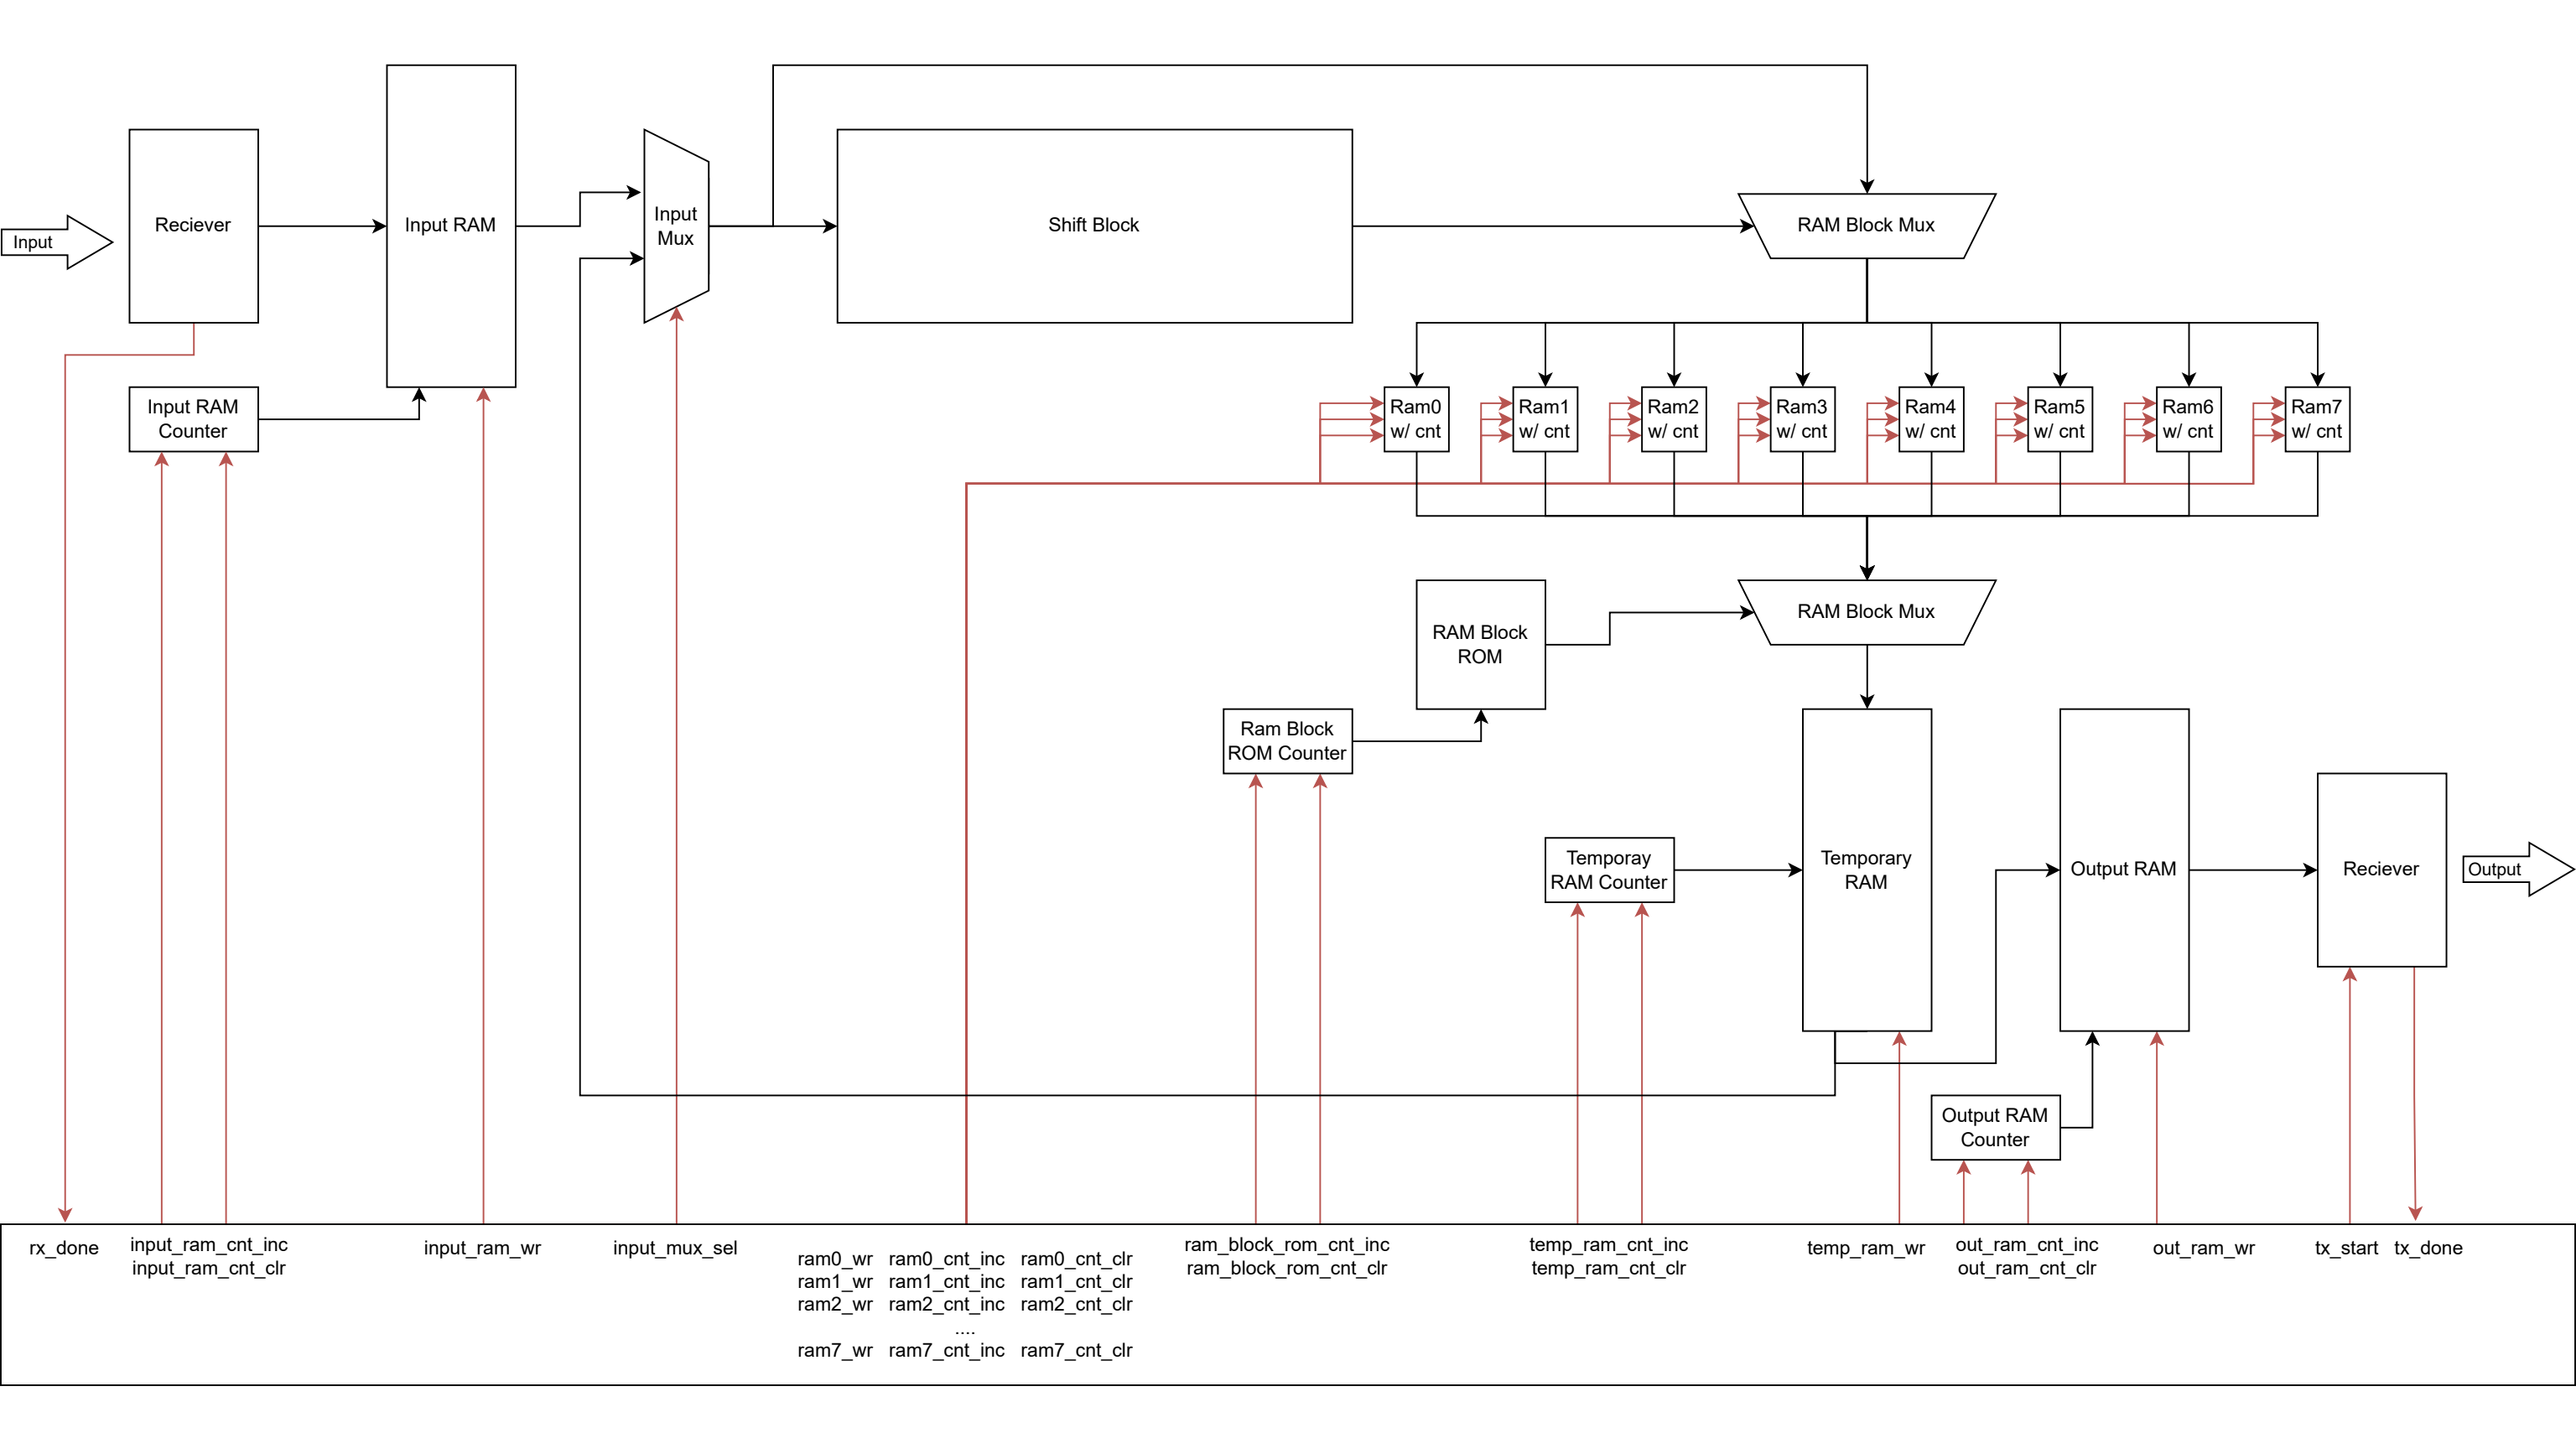 Input
Reciever
Input RAM
Input
Mux
Shift Block
RAM Block Mux
Input RAM
Counter
Ram0
w/ cnt
Ram1
w/ cnt
Ram2
w/ cnt
Ram3
w/ cnt
Ram4
w/ cnt
Ram5
w/ cnt
Ram6
w/ cnt
Ram7
w/ cnt
RAM Block
ROM
RAM Block Mux
Ram Block
ROM Counter
Temporay
RAM Counter
Temporary
RAM
Output RAM
Reciever
Output
Output RAM
Counter
rx_done
input_ram_cnt_inc
input_ram_cnt_clr
input_ram_wr
input_mux_sel
ram0_wr ram0_cnt_inc ram0_cnt_clr
ram1_wr ram1_cnt_inc ram1_cnt_clr
ram2_wr ram2_cnt_inc ram2_cnt_clr
....
ram7_wr ram7_cnt_inc ram7_cnt_clr
ram_block_rom_cnt_inc
ram_block_rom_cnt_clr
temp_ram_cnt_inc
temp_ram_cnt_clr
temp_ram_wr
out_ram_cnt_inc
out_ram_cnt_clr
out_ram_wr
tx_start
tx_done